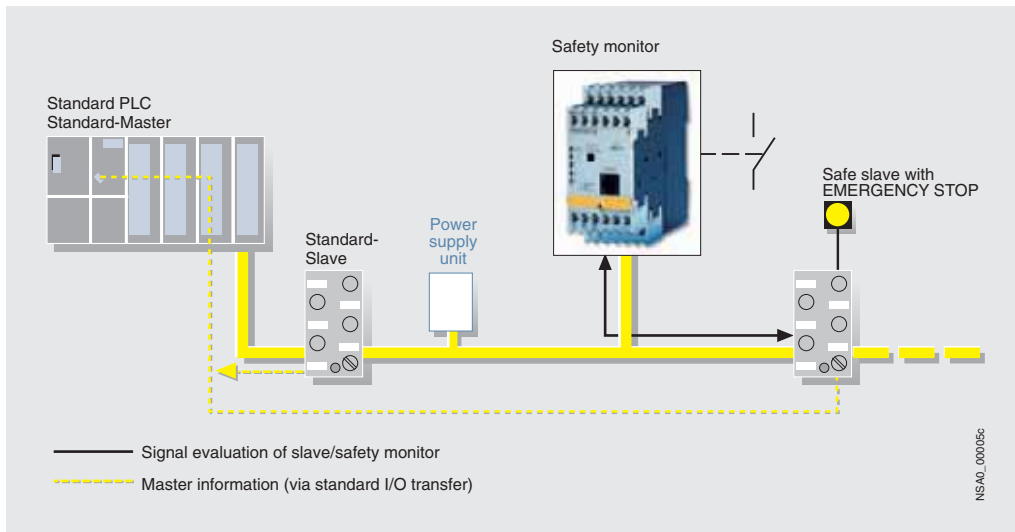 Safety monitor
Standard PLC
Standard-Master
Safe slave with
EMERGENCY STOP
Standard-
Slave
Power
supply
unit
Signal evaluation of slave/safety monitor
Master information (via standard I/O transfer)
NSA0_00005c